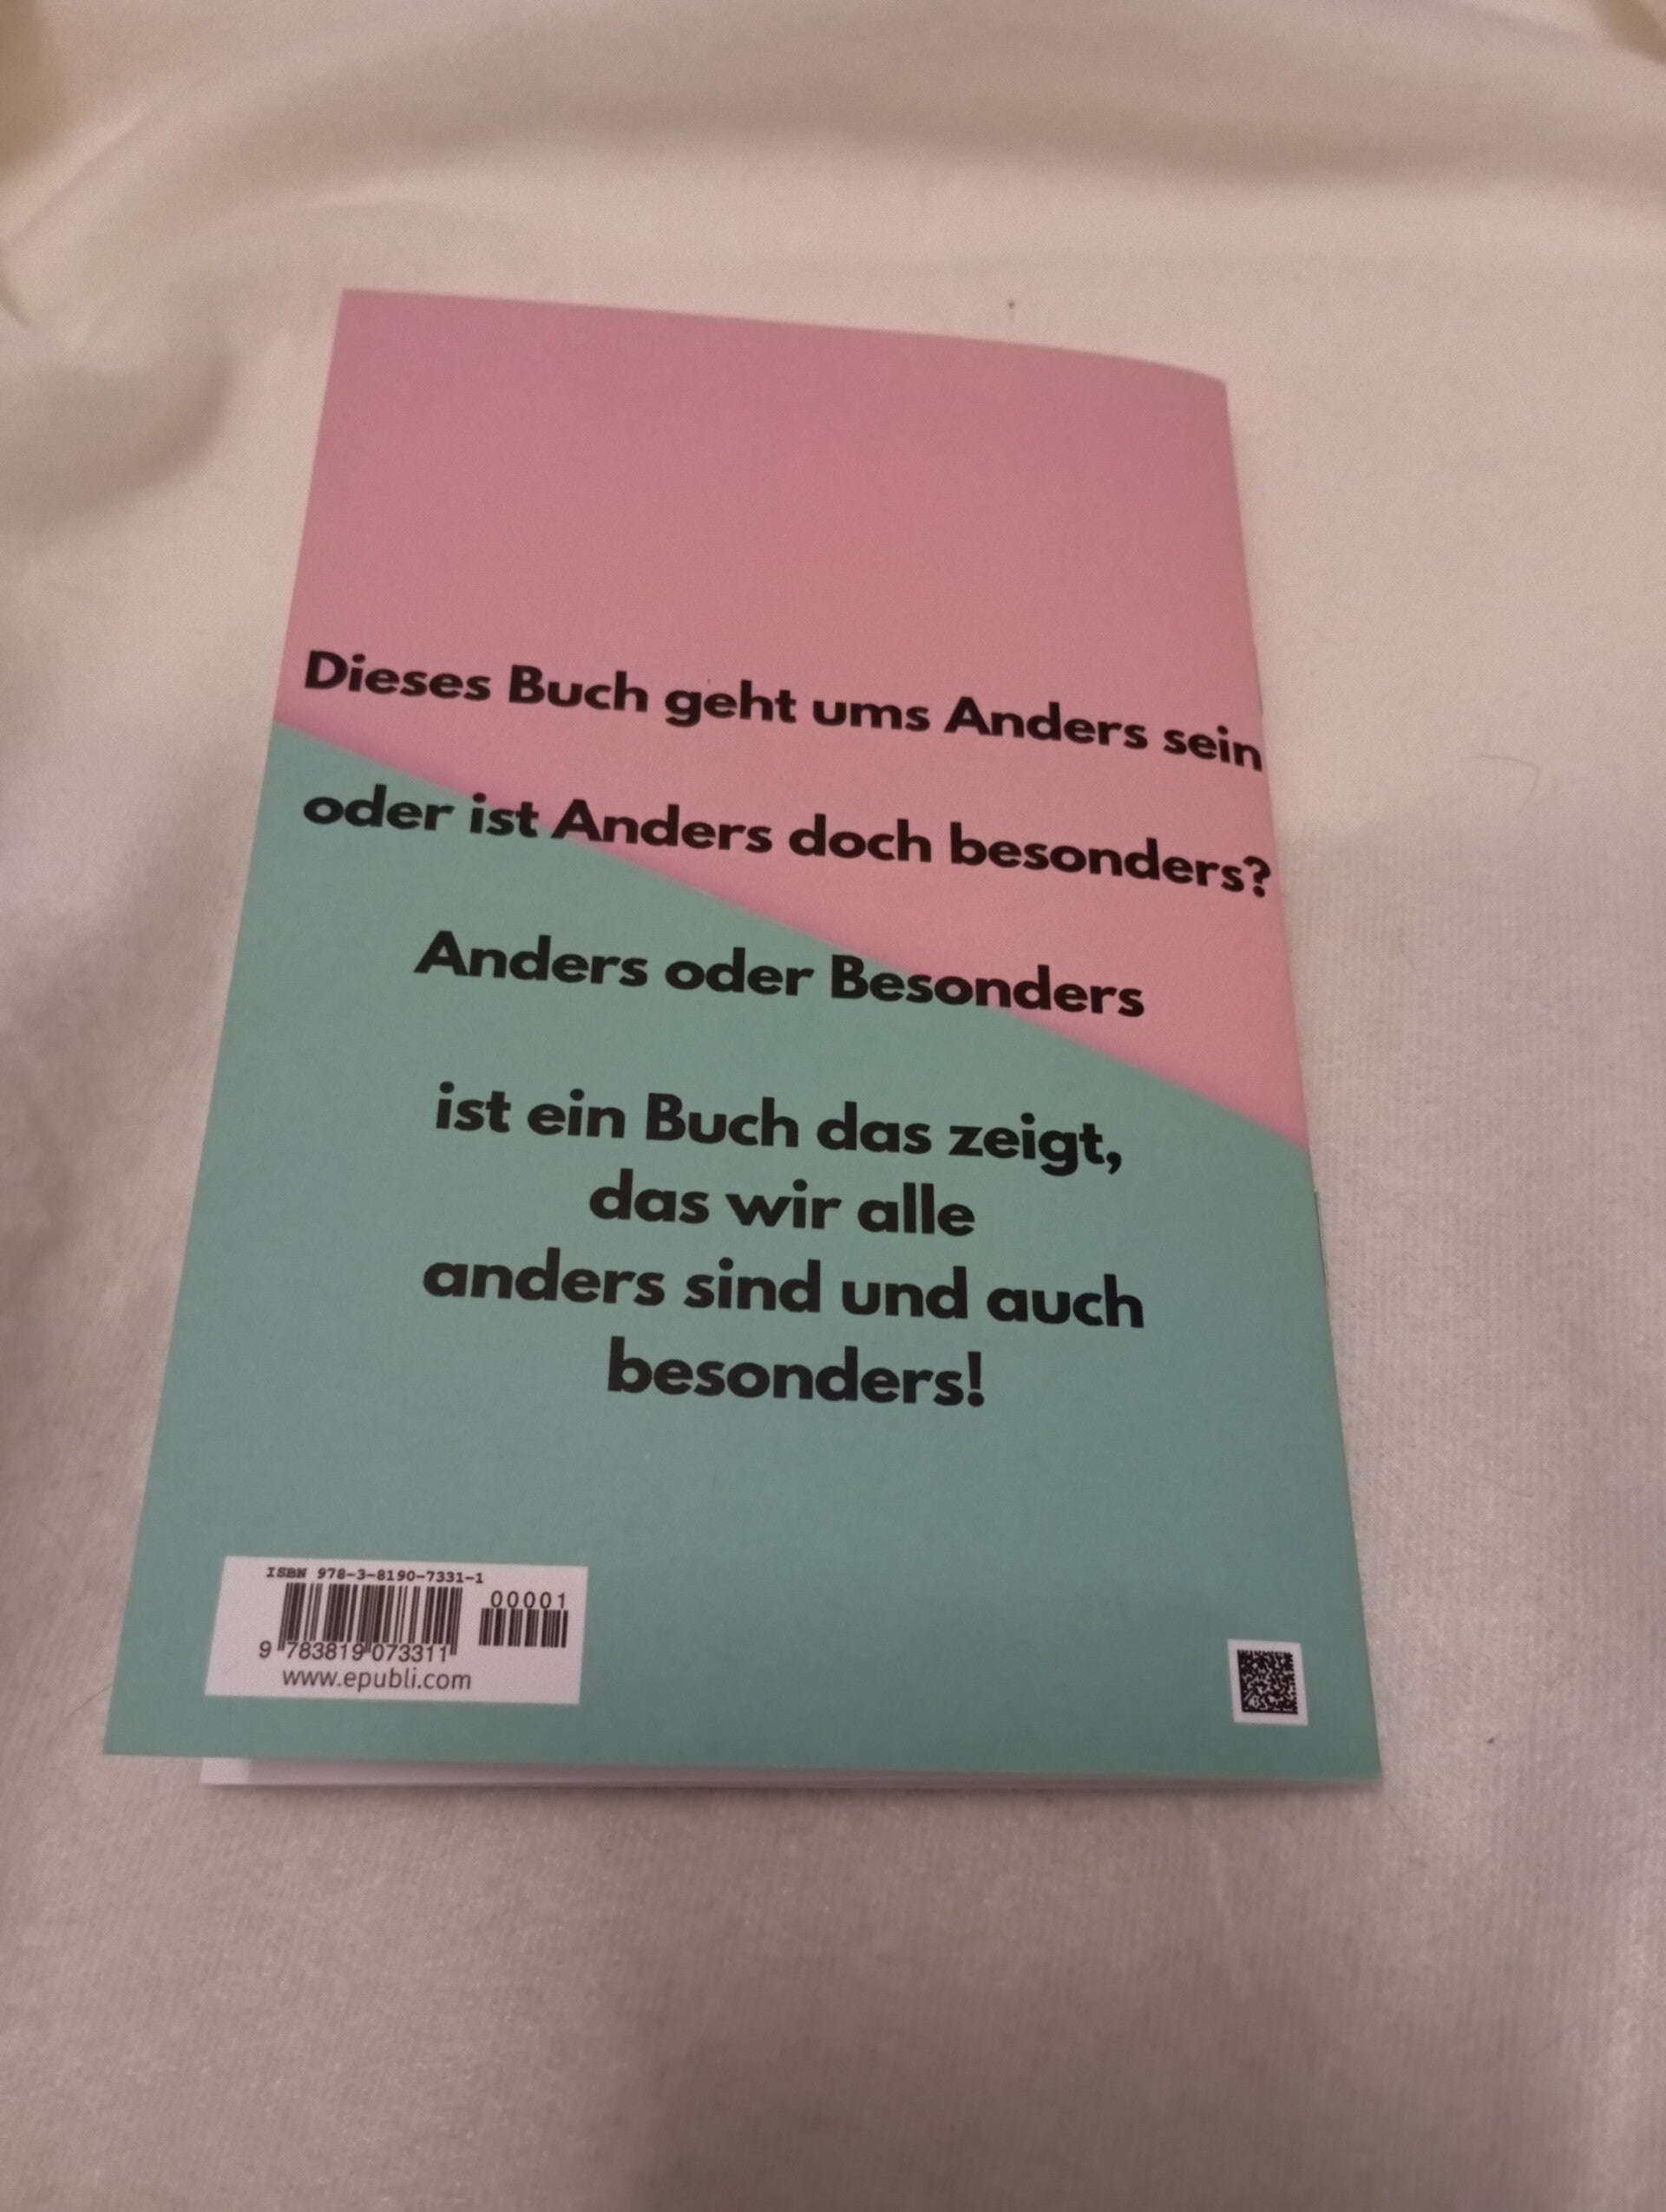 Dieses Buch geht ums Anders sein
oder ist Anders doch besonders?
Anders oder Besonders
ist ein Buch das zeigt,
das wir alle
anders sind und auch
besonders!
ISBN 978-3-8190-7331-1
00001
9 783819 073311
www.epubli.com